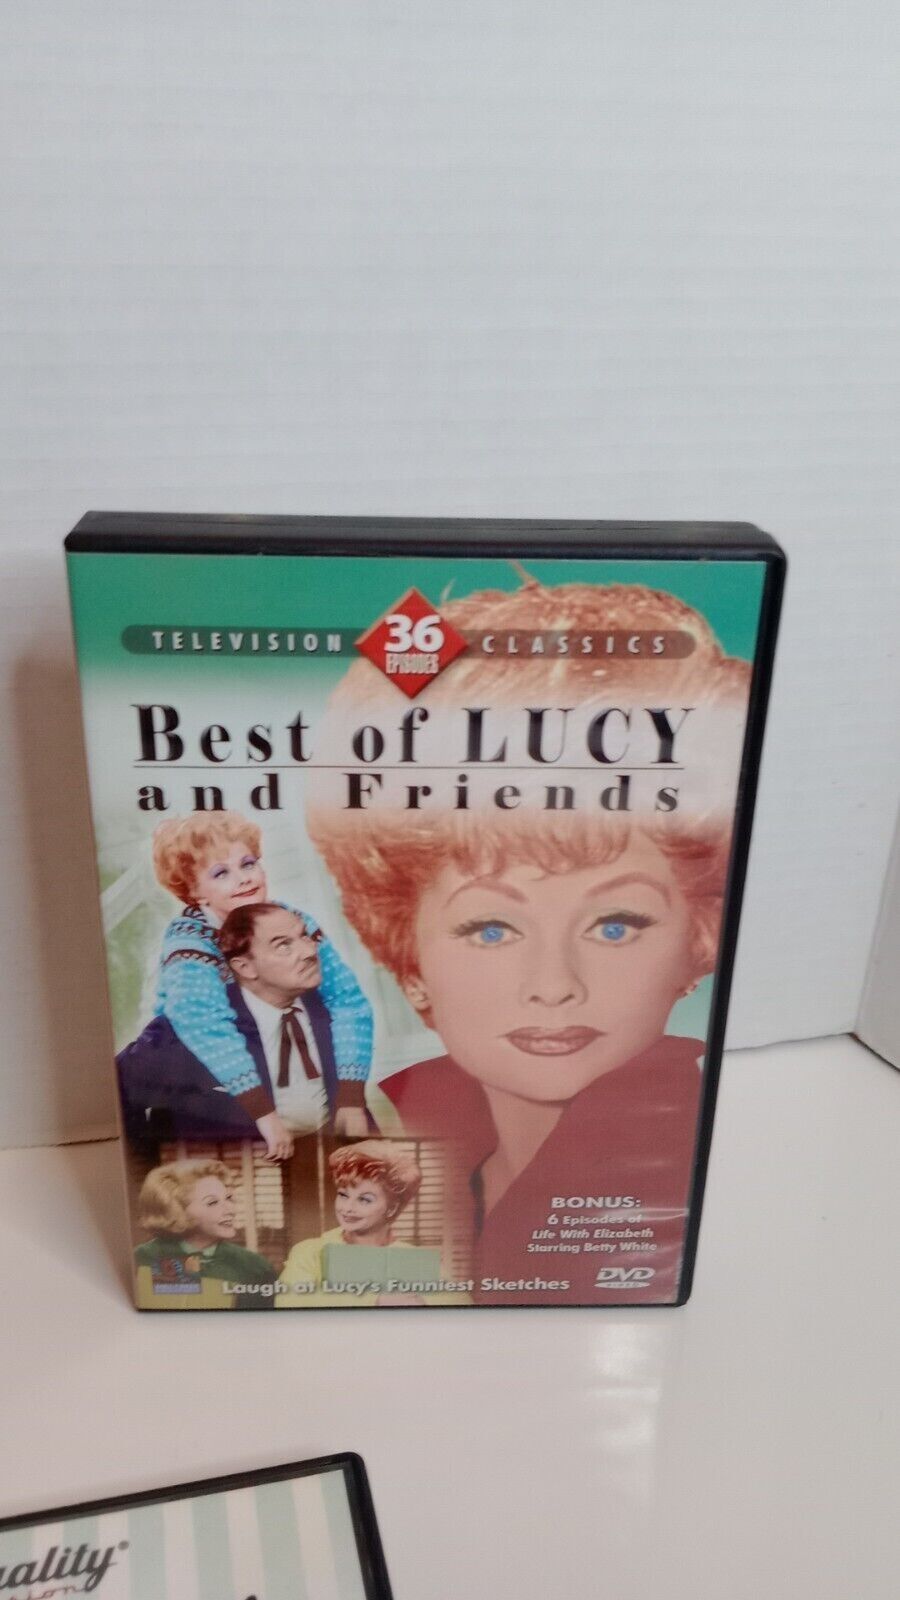 TELEVISION 36 CLASSICS
EPISODES
Best of LUCY
and Friends
BONUS:
6 Episodes of
Life With Elizabeth
Starring Betty White
Laugh at Lucy's Funniest Sketches
DVD
VIDEO
uality®